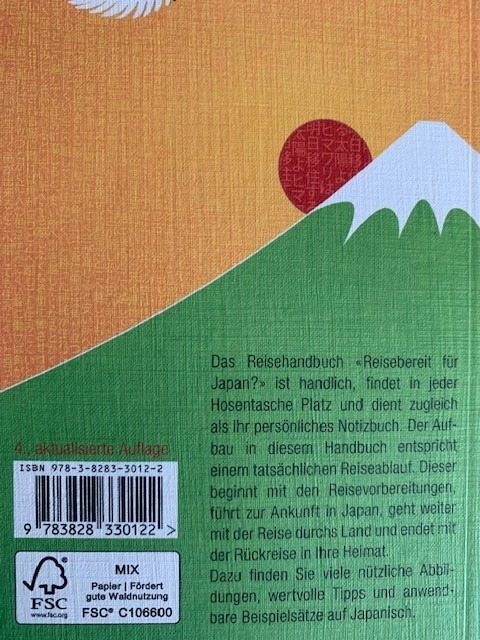 Das Reisehandbuch «Reisebereit für
Japan?» ist handlich, findet in jeder
Hosentasche Platz und dient zugleich
als Ihr persönliches Notizbuch. Der Auf-
bau in diesem Handbuch entspricht
einem tatsächlichen Reiseablauf. Dieser
beginnt mit den Reisevorbereitungen,
führt zur Ankunft in Japan, geht weiter
mit der Reise durchs Land und endet mit
der Rückreise in Ihre Heimat.
Dazu finden Sie viele nützliche Abbil-
dungen, wertvolle Tipps und anwend-
bare Beispielsätze auf Japanisch.
4., aktualisierte Auflage
ISBN 978-3-8283-3012-2
9 783828 330122 >
FSC
www.fsc.org
MIX
Papier | Fördert
gute Waldnutzung
FSC® C106600